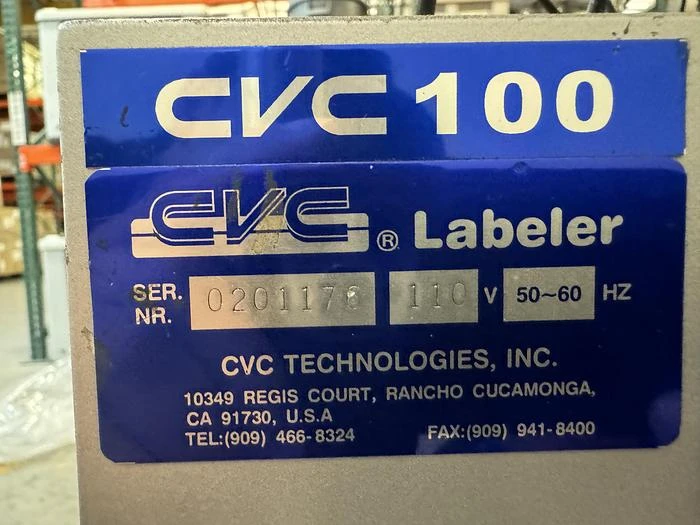 CVC 100
CVC ® Labeler
SER. NR. 0201176 110 V 50~60 HZ
CVC TECHNOLOGIES, INC.
10349 REGIS COURT, RANCHO CUCAMONGA,
CA 91730, U.S.A
TEL:(909) 466-8324 FAX:(909) 941-8400